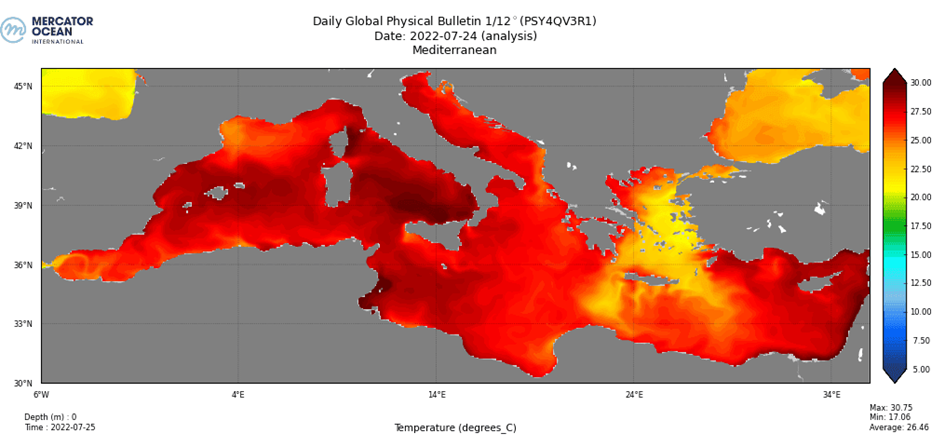 MERCATOR
OCEAN
INTERNATIONAL
Daily Global Physical Bulletin 1/12° (PSY4QV3R1)
Date: 2022-07-24 (analysis)
Mediterranean
45°N
42°N
39°N
36°N
33°N
30°N
6°W
4°E
14°E
24°E
34°E
30.00
27.50
25.00
22.50
20.00
17.50
15.00
12.50
10.00
7.50
5.00
Depth (m) : 0
Time : 2022-07-25
Temperature (degrees_C)
Max: 30.75
Min: 17.06
Average: 26.46